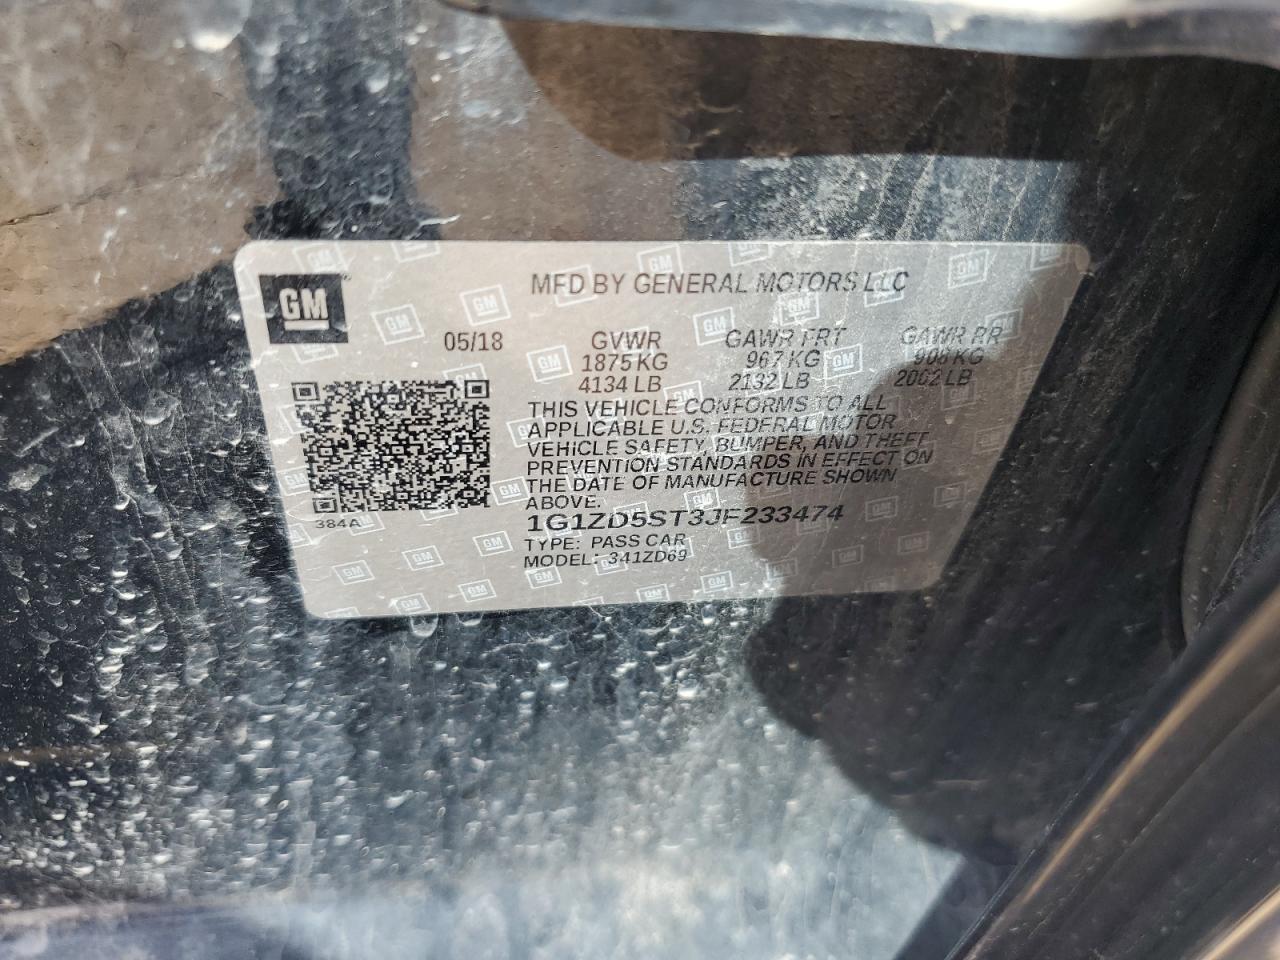 GM
MFD BY GENERAL MOTORS LLC
05/18 GVWR GAWR FRT GAWR RR
1875 KG 967 KG 908 KG
4134 LB 2132 LB 2002 LB
THIS VEHICLE CONFORMS TO ALL
APPLICABLE U.S. FEDERAL MOTOR
VEHICLE SAFETY, BUMPER, AND THEFT
PREVENTION STANDARDS IN EFFECT ON
THE DATE OF MANUFACTURE SHOWN
ABOVE.
384A
1G1ZD5ST3JF233474
TYPE: PASS CAR
MODEL: 341ZD69